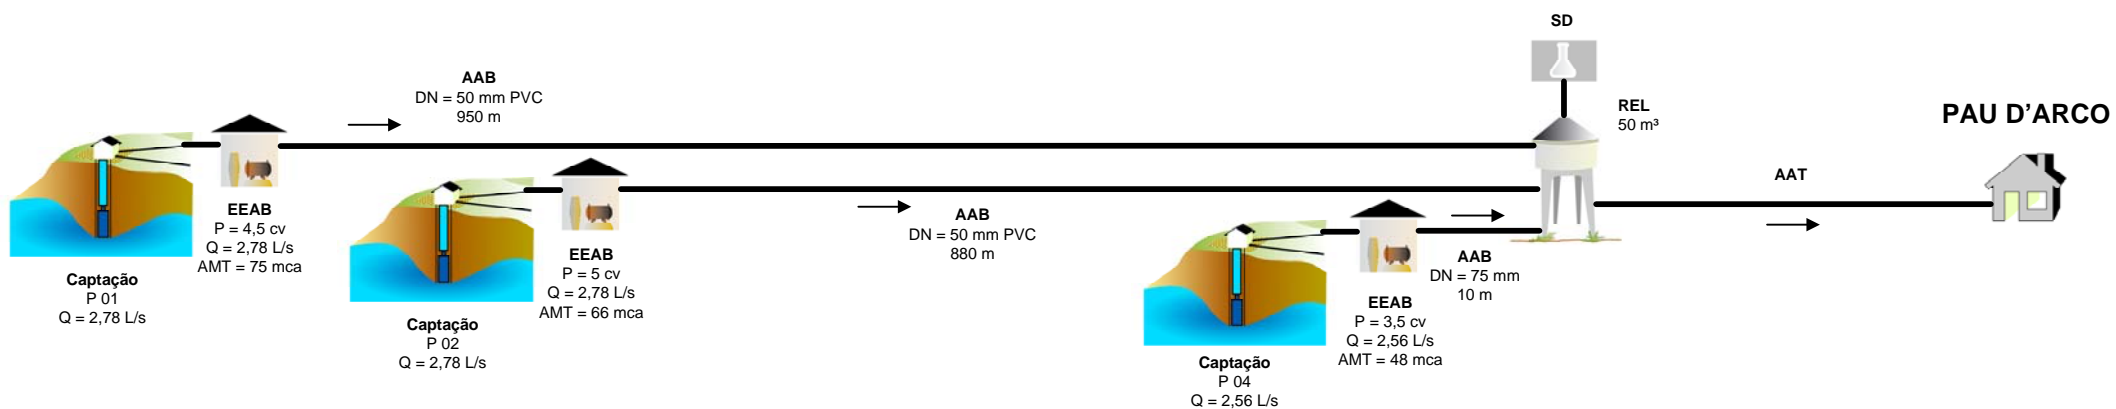 SD
AAB
DN = 50 mm PVC
950 m
REL
50 m³
PAU D'ARCO
EEAB
P = 4,5 cv
Q = 2,78 L/s
AMT = 75 mca
Captação
P 01
Q = 2,78 L/s
EEAB
P = 5 cv
Q = 2,78 L/s
AMT = 66 mca
Captação
P 02
Q = 2,78 L/s
AAB
DN = 50 mm PVC
880 m
AAT
AAB
DN = 75 mm
10 m
EEAB
P = 3,5 cv
Q = 2,56 L/s
AMT = 48 mca
Captação
P 04
Q = 2,56 L/s